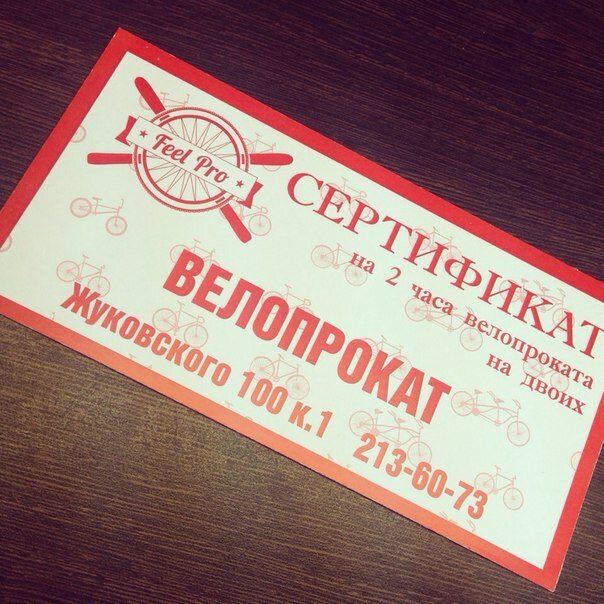 Feel Pro
СЕРТИФИКАТ
на 2 часа велопроката
на двоих
ВЕЛОПРОКАТ
Жуковского 100 к.1 213-60-73